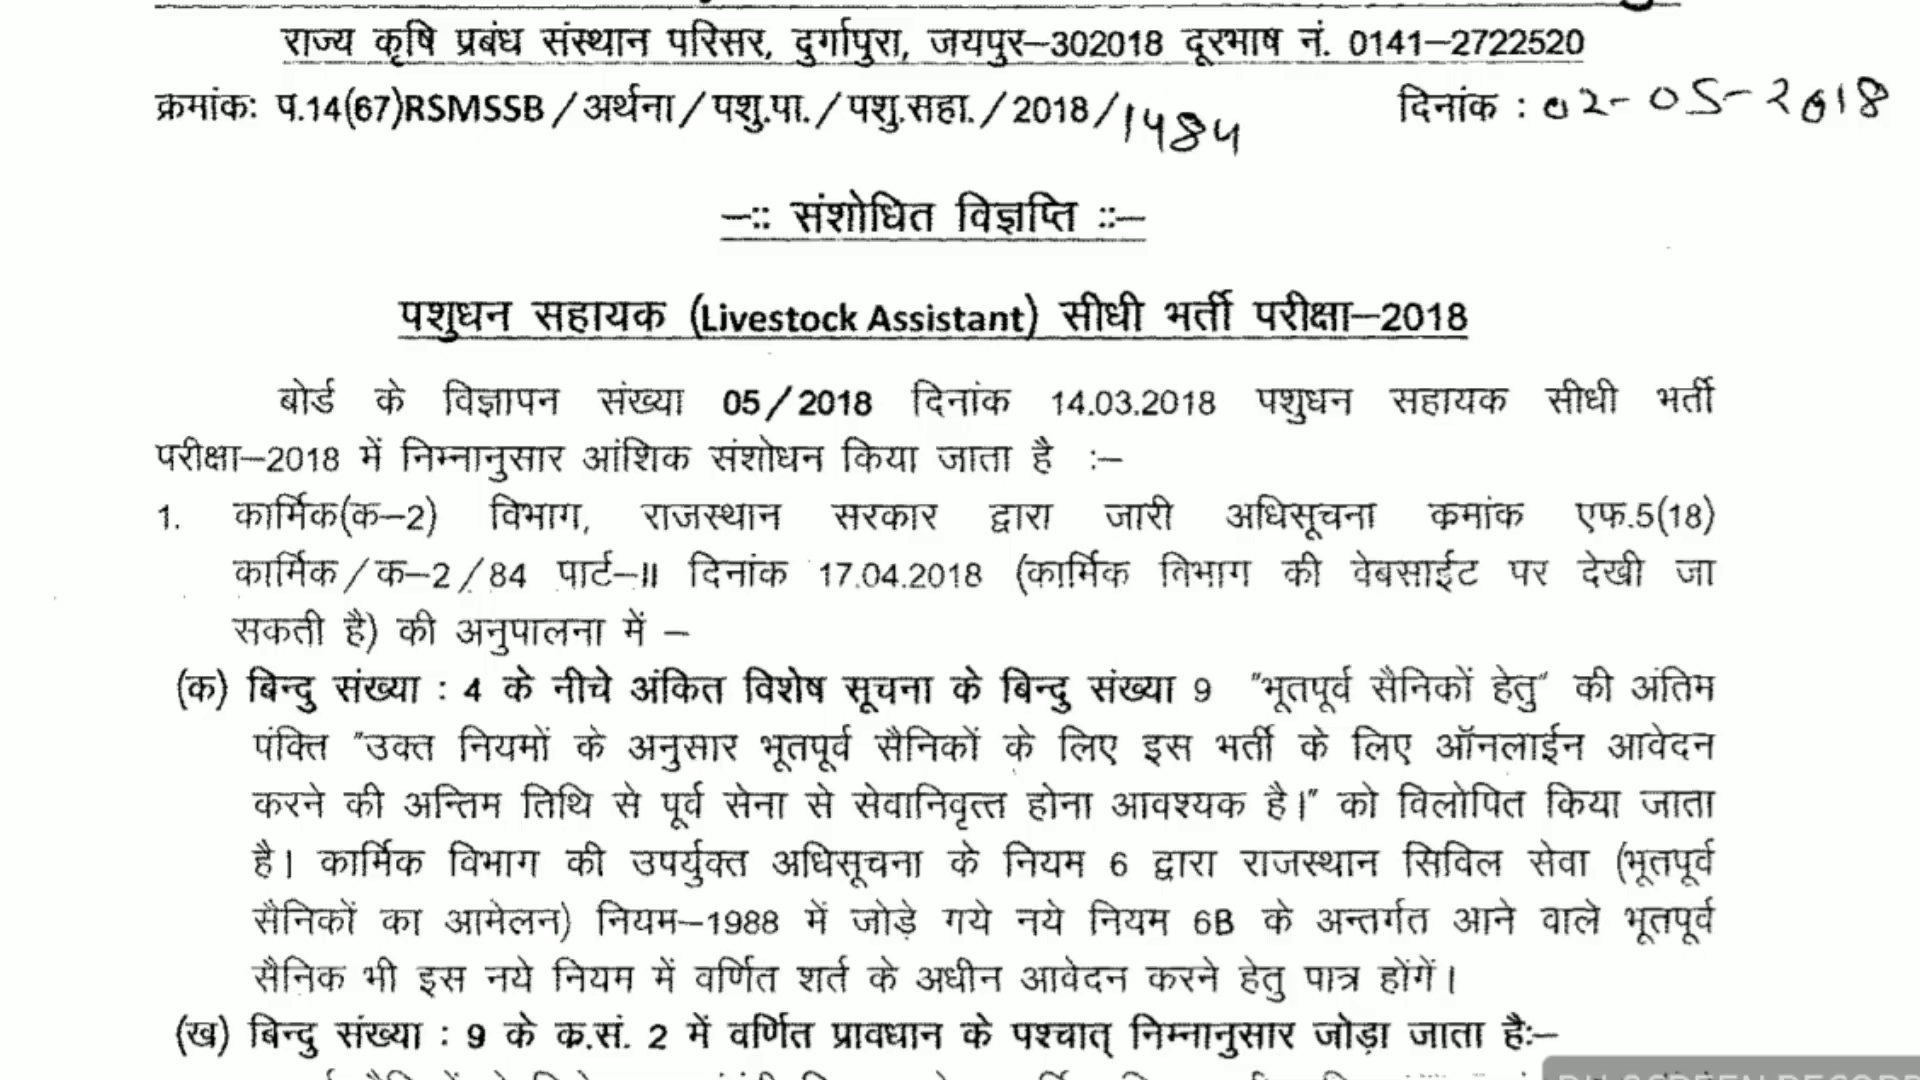 राज्य कृषि प्रबंध संस्थान परिसर, दुर्गापुरा, जयपुर–302018 दूरभाष नं. 0141–2722520
क्रमांकः प.14(67)RSMSSB/अर्थना/पशु.पा./पशु.सहा./2018/1484 दिनांक : 02-05-2018
–:: संशोधित विज्ञप्ति ::–
पशुधन सहायक (Livestock Assistant) सीधी भर्ती परीक्षा–2018
बोर्ड के विज्ञापन संख्या 05/2018 दिनांक 14.03.2018 पशुधन सहायक सीधी भर्ती
परीक्षा–2018 में निम्नानुसार आंशिक संशोधन किया जाता है :–
1. कार्मिक(क–2) विभाग, राजस्थान सरकार द्वारा जारी अधिसूचना क्रमांक एफ.5(18)
कार्मिक/क–2/84 पार्ट–II दिनांक 17.04.2018 (कार्मिक विभाग की वेबसाईट पर देखी जा
सकती है) की अनुपालना में –
(क) बिन्दु संख्या : 4 के नीचे अंकित विशेष सूचना के बिन्दु संख्या 9 "भूतपूर्व सैनिकों हेतु" की अंतिम
पंक्ति "उक्त नियमों के अनुसार भूतपूर्व सैनिकों के लिए इस भर्ती के लिए ऑनलाईन आवेदन
करने की अन्तिम तिथि से पूर्व सेना से सेवानिवृत्त होना आवश्यक है।" को विलोपित किया जाता
है। कार्मिक विभाग की उपर्युक्त अधिसूचना के नियम 6 द्वारा राजस्थान सिविल सेवा (भूतपूर्व
सैनिकों का आमेलन) नियम–1988 में जोड़े गये नये नियम 6B के अन्तर्गत आने वाले भूतपूर्व
सैनिक भी इस नये नियम में वर्णित शर्त के अधीन आवेदन करने हेतु पात्र होंगें।
(ख) बिन्दु संख्या : 9 के क्र.सं. 2 में वर्णित प्रावधान के पश्चात् निम्नानुसार जोड़ा जाता हैः–